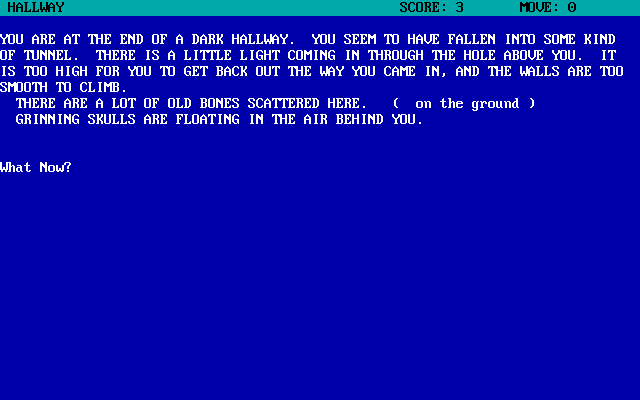 HALLWAY SCORE: 3 MOVE: 0
YOU ARE AT THE END OF A DARK HALLWAY. YOU SEEM TO HAVE FALLEN INTO SOME KIND
OF TUNNEL. THERE IS A LITTLE LIGHT COMING IN THROUGH THE HOLE ABOVE YOU. IT
IS TOO HIGH FOR YOU TO GET BACK OUT THE WAY YOU CAME IN, AND THE WALLS ARE TOO
SMOOTH TO CLIMB.
THERE ARE A LOT OF OLD BONES SCATTERED HERE. ( on the ground )
GRINNING SKULLS ARE FLOATING IN THE AIR BEHIND YOU.
What Now?